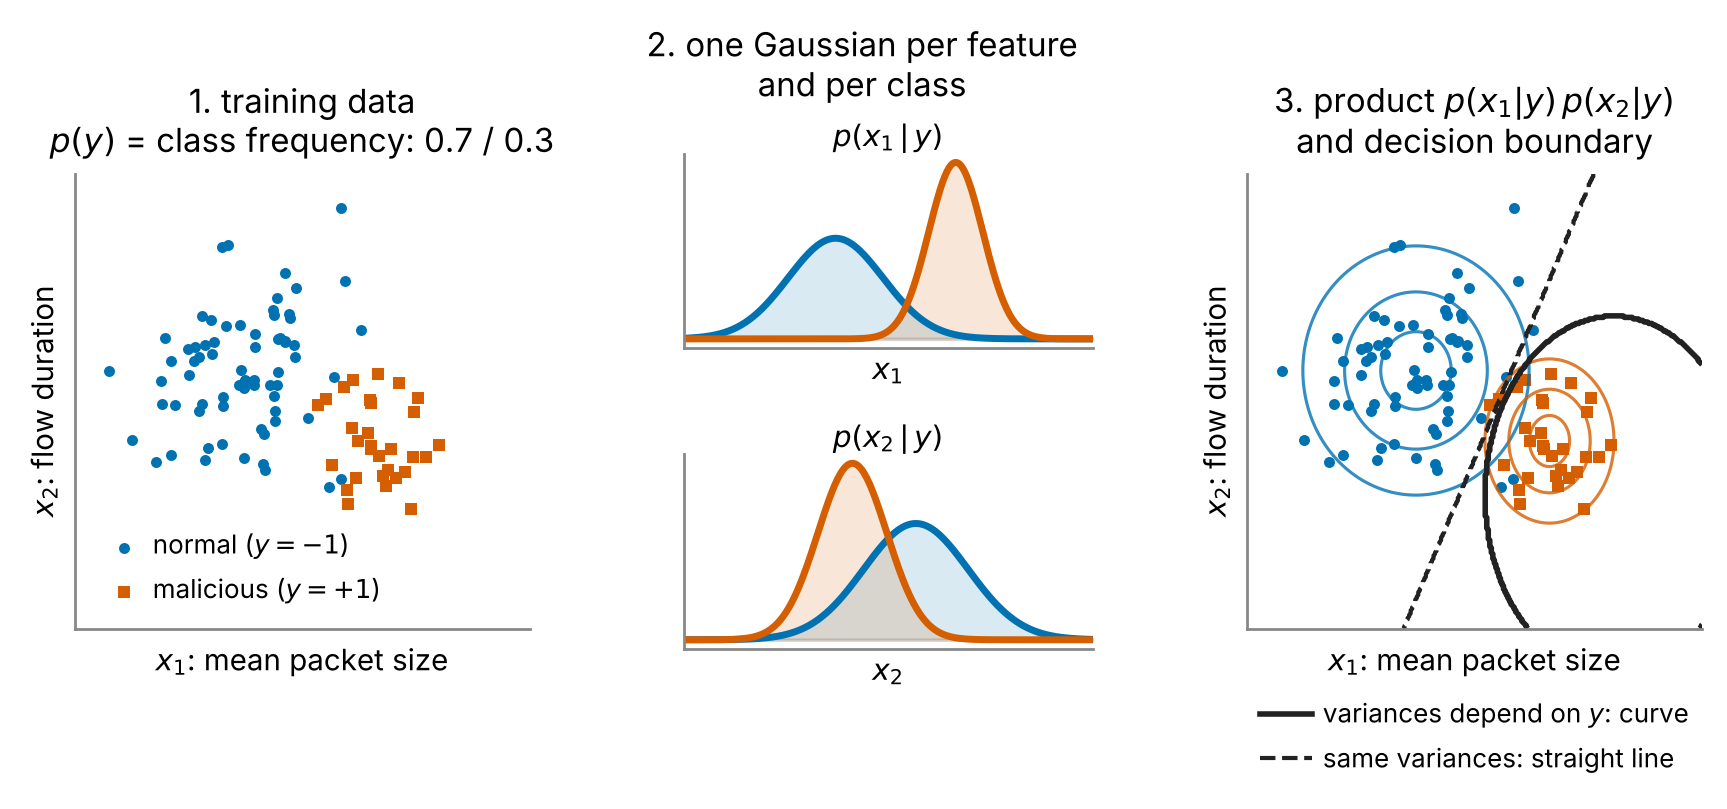 1. training data
p(y) = class frequency: 0.7 / 0.3
x₂: flow duration
normal (y = −1)
malicious (y = +1)
x₁: mean packet size
2. one Gaussian per feature
and per class
p(x₁ | y)
x₁
p(x₂ | y)
x₂
3. product p(x₁|y) p(x₂|y)
and decision boundary
x₂: flow duration
x₁: mean packet size
variances depend on y: curve
same variances: straight line